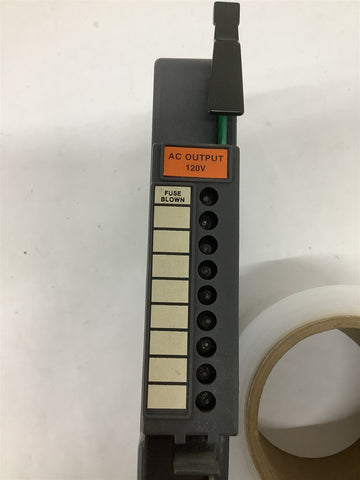 AC OUTPUT
120V
FUSE
BLOWN